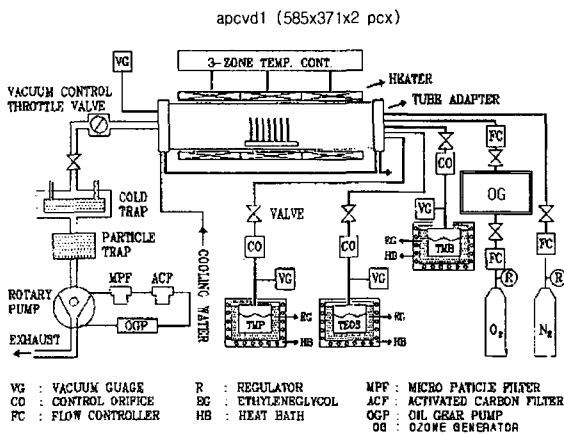 apcvd1 (585x371x2 pcx)
VG
3-ZONE TEMP. CONT.
HEATER
TUBE ADAPTER
VACUUM CONTROL
THROTTLE VALVE
FC
CO
OG
VG
COLD
TRAP
VALVE
PARTICLE
TRAP
CO
CO
TMB
EG
HB
FC
FC
MPF
ACF
COOLING WATER
VG
VG
R
R
ROTARY
PUMP
OGP
TMP
EG
HB
TEOS
EG
HB
O2
N2
EXHAUST
VG : VACUUM GUAGE
R : REGULATOR
MPF : MICRO PATICLE FILTER
CO : CONTROL ORIFICE
EG : ETHYLENEGLYCOL
ACF : ACTIVATED CARBON FILTER
FC : FLOW CONTROLLER
HB : HEAT BATH
OGP : OIL GEAR PUMP
OG : OZONE GENERATOR